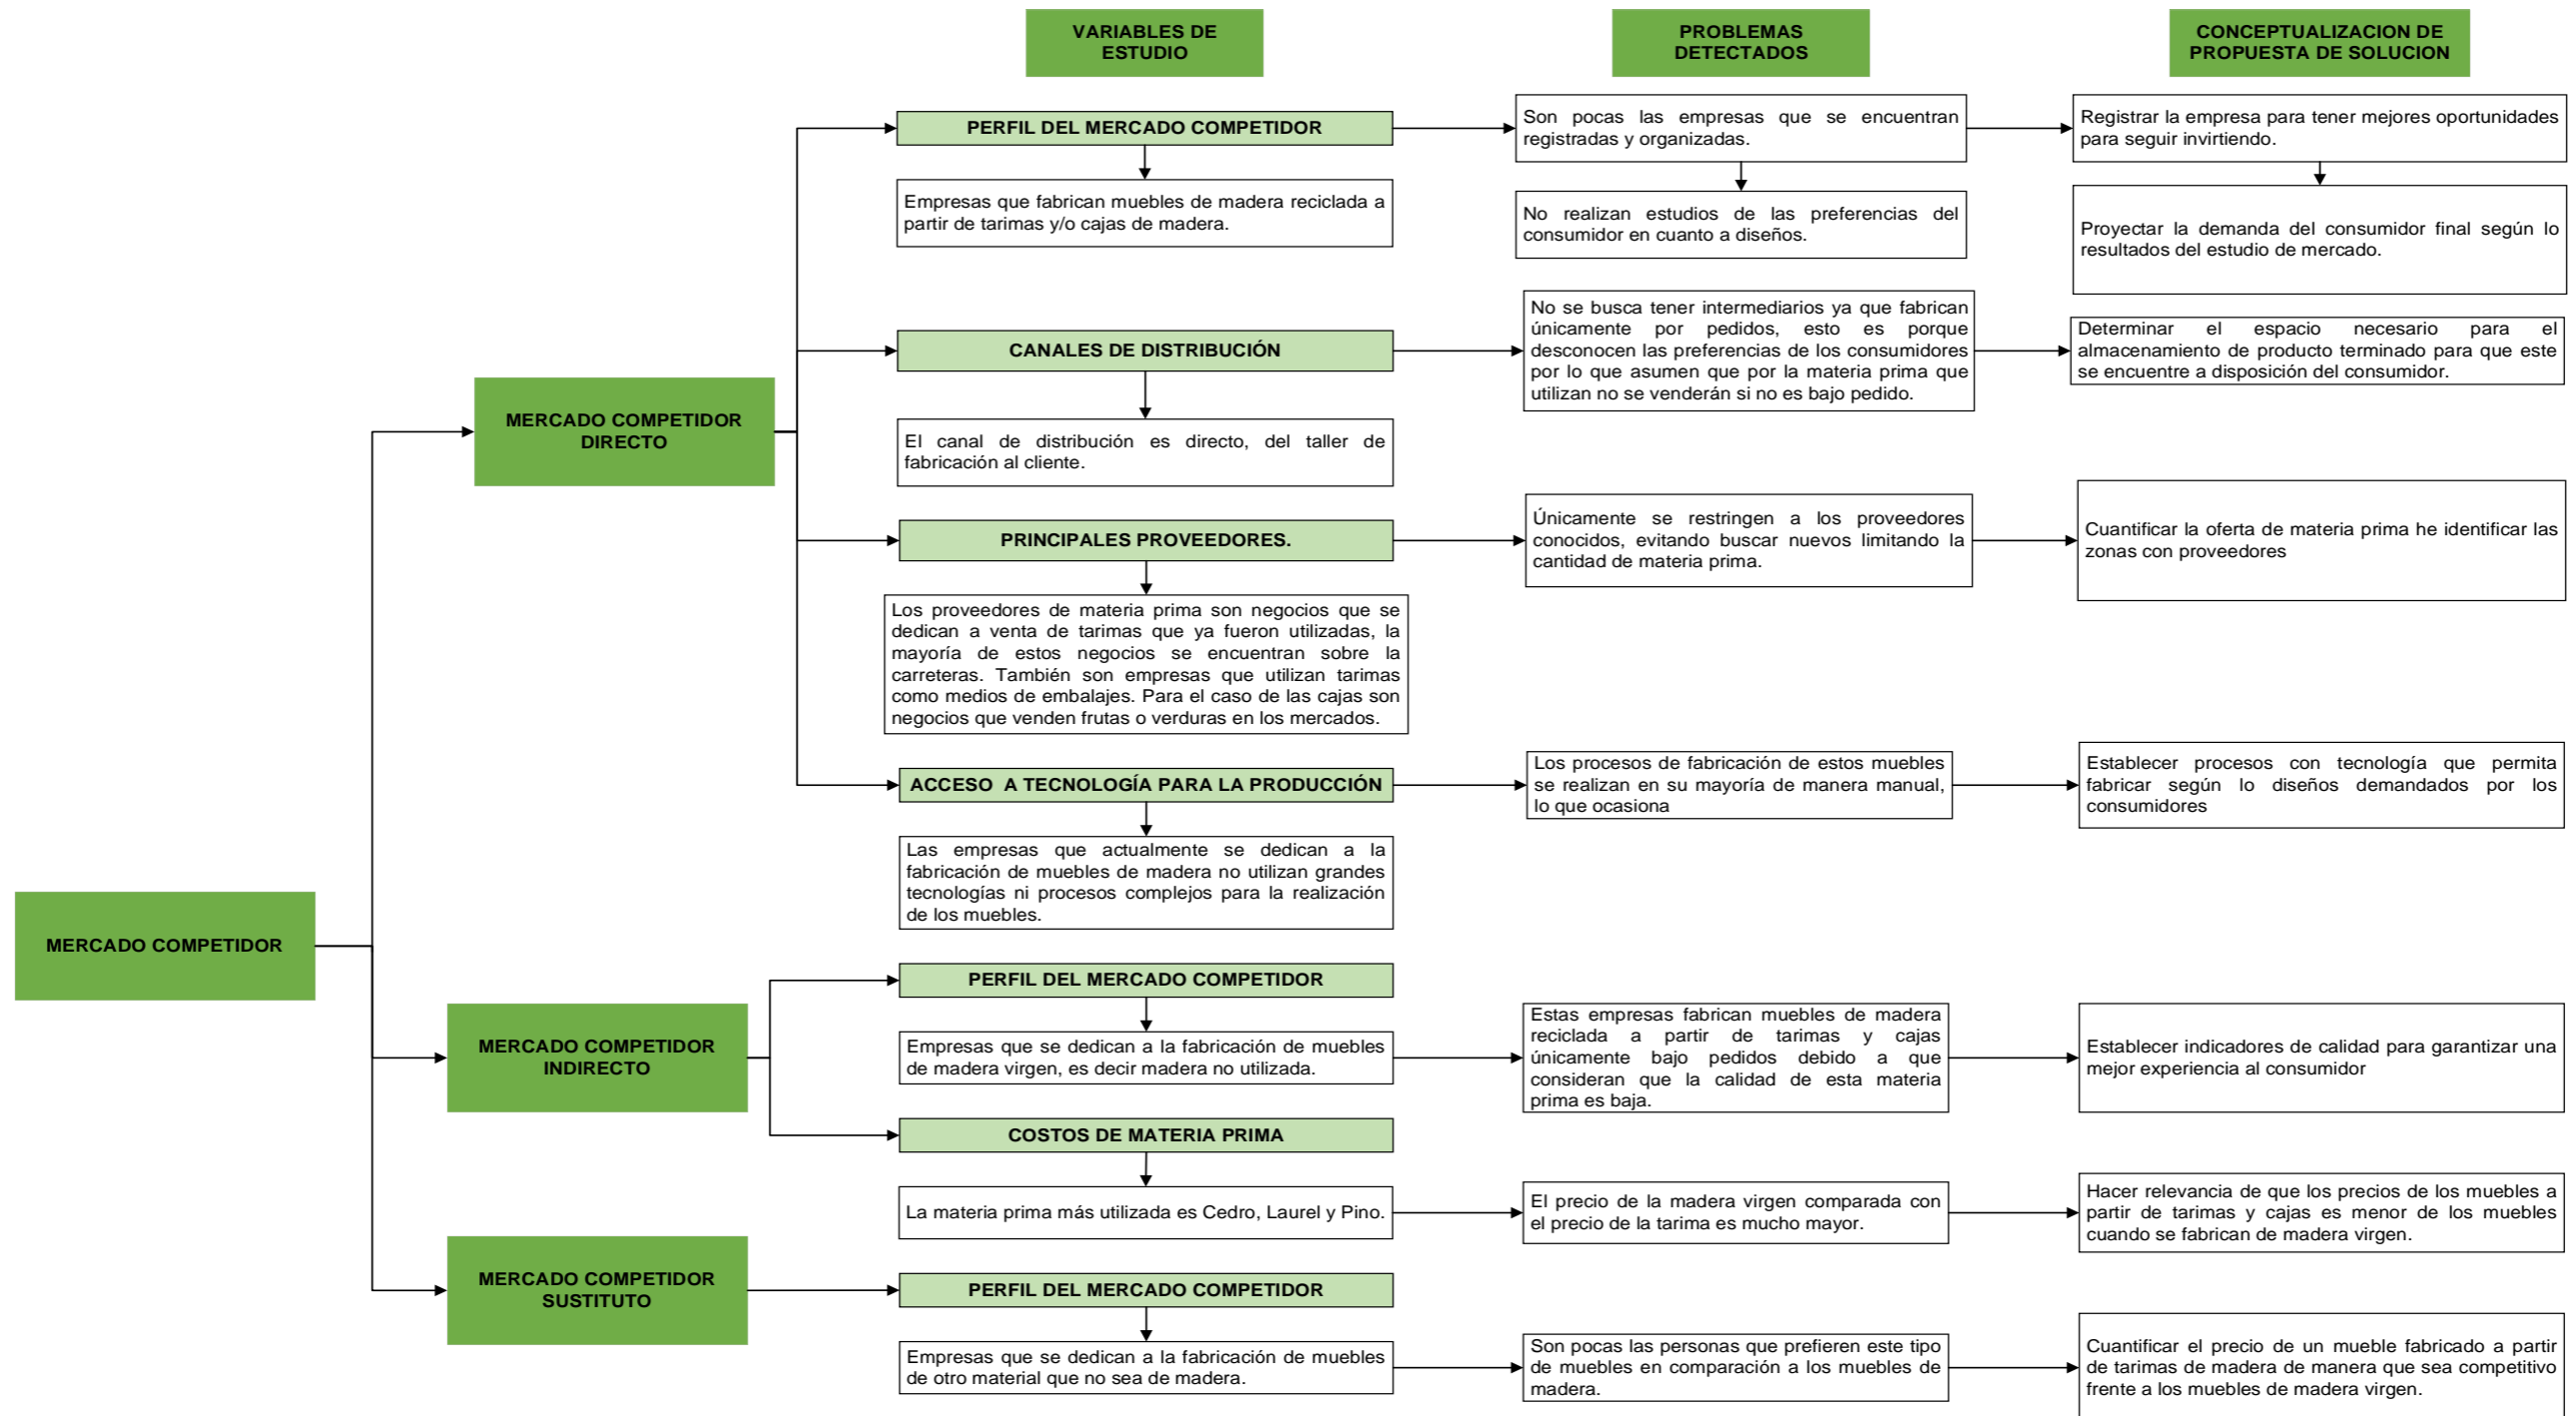 VARIABLES DE
ESTUDIO
PROBLEMAS
DETECTADOS
CONCEPTUALIZACION DE
PROPUESTA DE SOLUCION
PERFIL DEL MERCADO COMPETIDOR
Son pocas las empresas que se encuentran
registradas y organizadas.
Registrar la empresa para tener mejores oportunidades
para seguir invirtiendo.
Empresas que fabrican muebles de madera reciclada a
partir de tarimas y/o cajas de madera.
No realizan estudios de las preferencias del
consumidor en cuanto a diseños.
Proyectar la demanda del consumidor final según lo
resultados del estudio de mercado.
MERCADO COMPETIDOR
DIRECTO
CANALES DE DISTRIBUCIÓN
No se busca tener intermediarios ya que fabrican
únicamente por pedidos, esto es porque
desconocen las preferencias de los consumidores
por lo que asumen que por la materia prima que
utilizan no se venderán si no es bajo pedido.
Determinar el espacio necesario para el
almacenamiento de producto terminado para que este
se encuentre a disposición del consumidor.
El canal de distribución es directo, del taller de
fabricación al cliente.
PRINCIPALES PROVEEDORES.
Únicamente se restringen a los proveedores
conocidos, evitando buscar nuevos limitando la
cantidad de materia prima.
Cuantificar la oferta de materia prima he identificar las
zonas con proveedores
Los proveedores de materia prima son negocios que se
dedican a venta de tarimas que ya fueron utilizadas, la
mayoría de estos negocios se encuentran sobre la
carreteras. También son empresas que utilizan tarimas
como medios de embalajes. Para el caso de las cajas son
negocios que venden frutas o verduras en los mercados.
ACCESO A TECNOLOGÍA PARA LA PRODUCCIÓN
Los procesos de fabricación de estos muebles
se realizan en su mayoría de manera manual,
lo que ocasiona
Establecer procesos con tecnología que permita
fabricar según lo diseños demandados por los
consumidores
Las empresas que actualmente se dedican a la
fabricación de muebles de madera no utilizan grandes
tecnologías ni procesos complejos para la realización
de los muebles.
MERCADO COMPETIDOR
PERFIL DEL MERCADO COMPETIDOR
MERCADO COMPETIDOR
INDIRECTO
Empresas que se dedican a la fabricación de muebles
de madera virgen, es decir madera no utilizada.
Estas empresas fabrican muebles de madera
reciclada a partir de tarimas y cajas
únicamente bajo pedidos debido a que
consideran que la calidad de esta materia
prima es baja.
Establecer indicadores de calidad para garantizar una
mejor experiencia al consumidor
COSTOS DE MATERIA PRIMA
La materia prima más utilizada es Cedro, Laurel y Pino.
El precio de la madera virgen comparada con
el precio de la tarima es mucho mayor.
Hacer relevancia de que los precios de los muebles a
partir de tarimas y cajas es menor de los muebles
cuando se fabrican de madera virgen.
MERCADO COMPETIDOR
SUSTITUTO
PERFIL DEL MERCADO COMPETIDOR
Empresas que se dedican a la fabricación de muebles
de otro material que no sea de madera.
Son pocas las personas que prefieren este tipo
de muebles en comparación a los muebles de
madera.
Cuantificar el precio de un mueble fabricado a partir
de tarimas de madera de manera que sea competitivo
frente a los muebles de madera virgen.